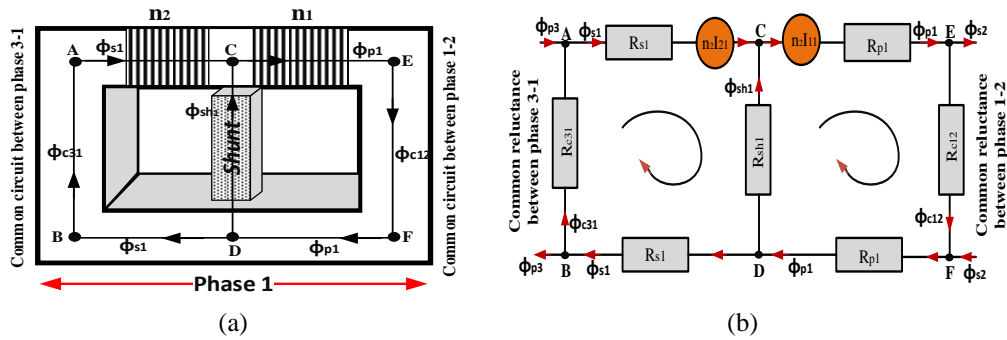 n₂ n₁
Common circuit between phase 3-1
A ϕs1 C ϕp1 E
ϕsh1
Shunt
ϕc31 ϕc12
B ϕs1 D ϕp1 F
Common circuit between phase 1-2
Phase 1
(a)
ϕp3 A ϕs1 Rs1 n₂I21 C n₂I11 Rp1 ϕp1 E ϕs2
ϕsh1
Common reluctance
between phase 3-1
Rc31 Rsh1 Rc12
Common reluctance
between phase 1-2
ϕc31 ϕc12
ϕp3 B ϕs1 Rs1 D ϕp1 Rp1 F ϕs2
(b)